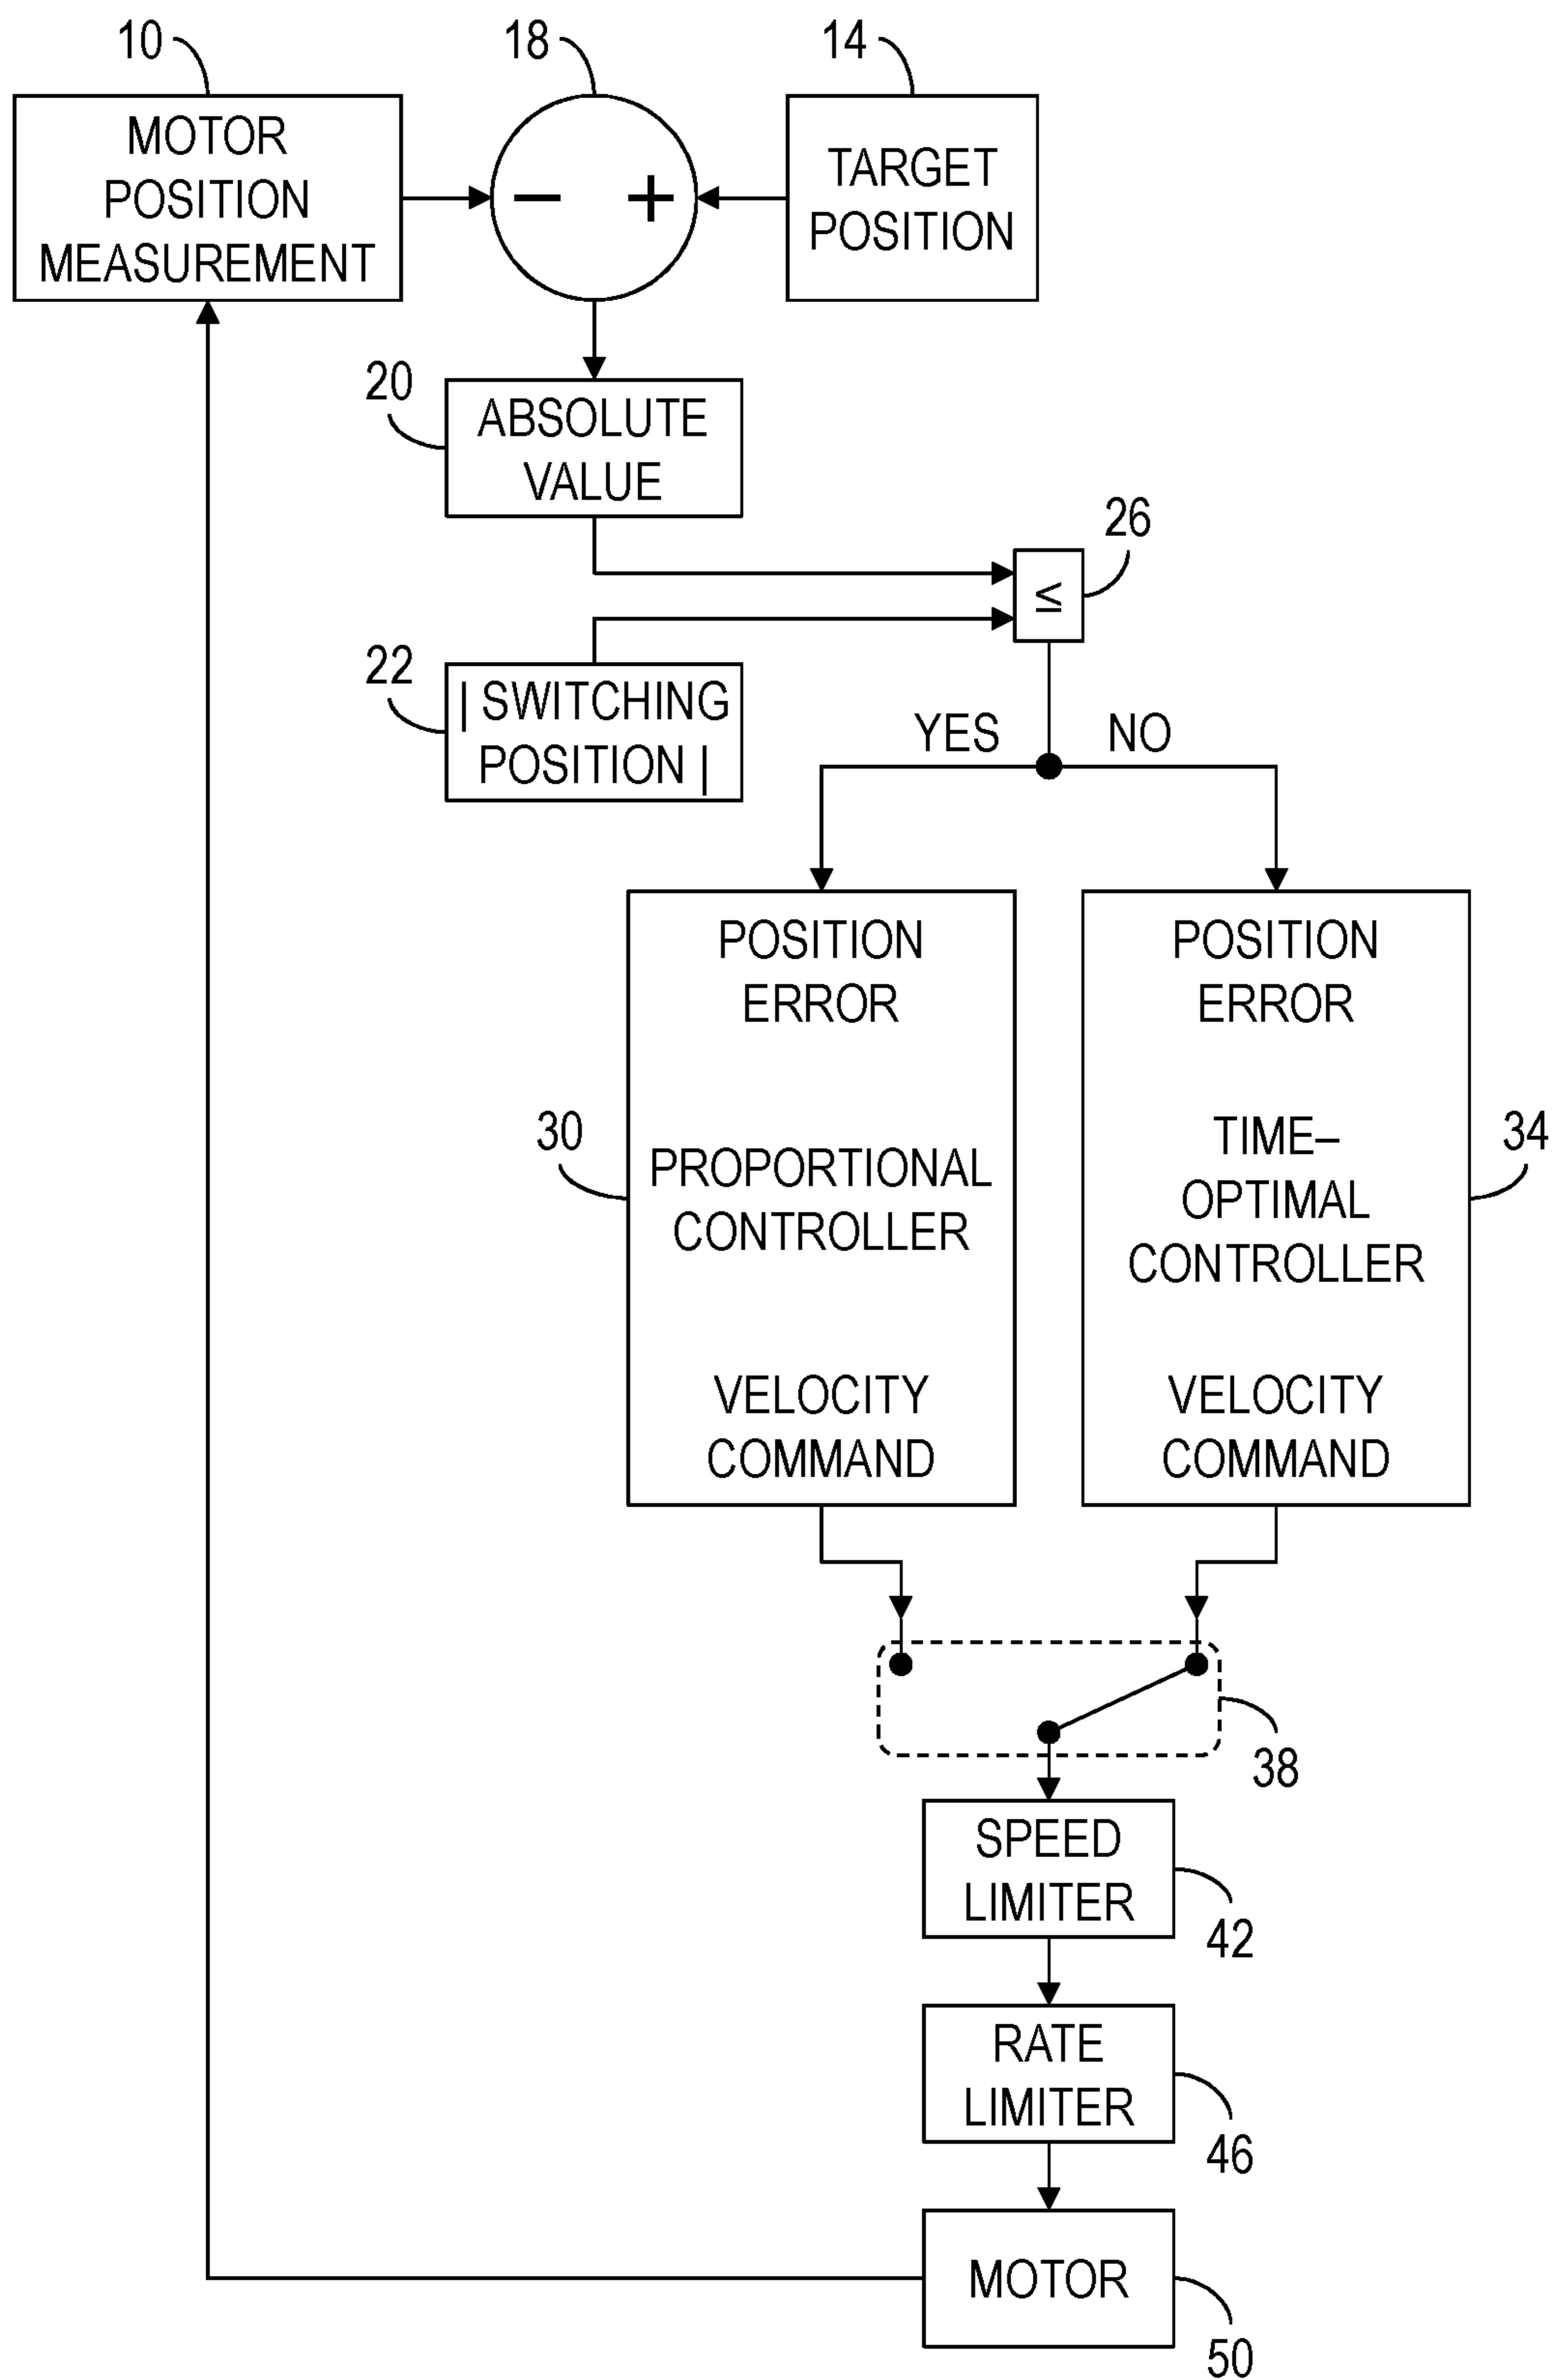 10
18
14
MOTOR
POSITION
MEASUREMENT
− +
TARGET
POSITION
20
ABSOLUTE
VALUE
26
≤
22
| SWITCHING
POSITION |
YES
NO
POSITION
ERROR
PROPORTIONAL
CONTROLLER
VELOCITY
COMMAND
30
POSITION
ERROR
TIME–
OPTIMAL
CONTROLLER
VELOCITY
COMMAND
34
38
SPEED
LIMITER
42
RATE
LIMITER
46
MOTOR
50